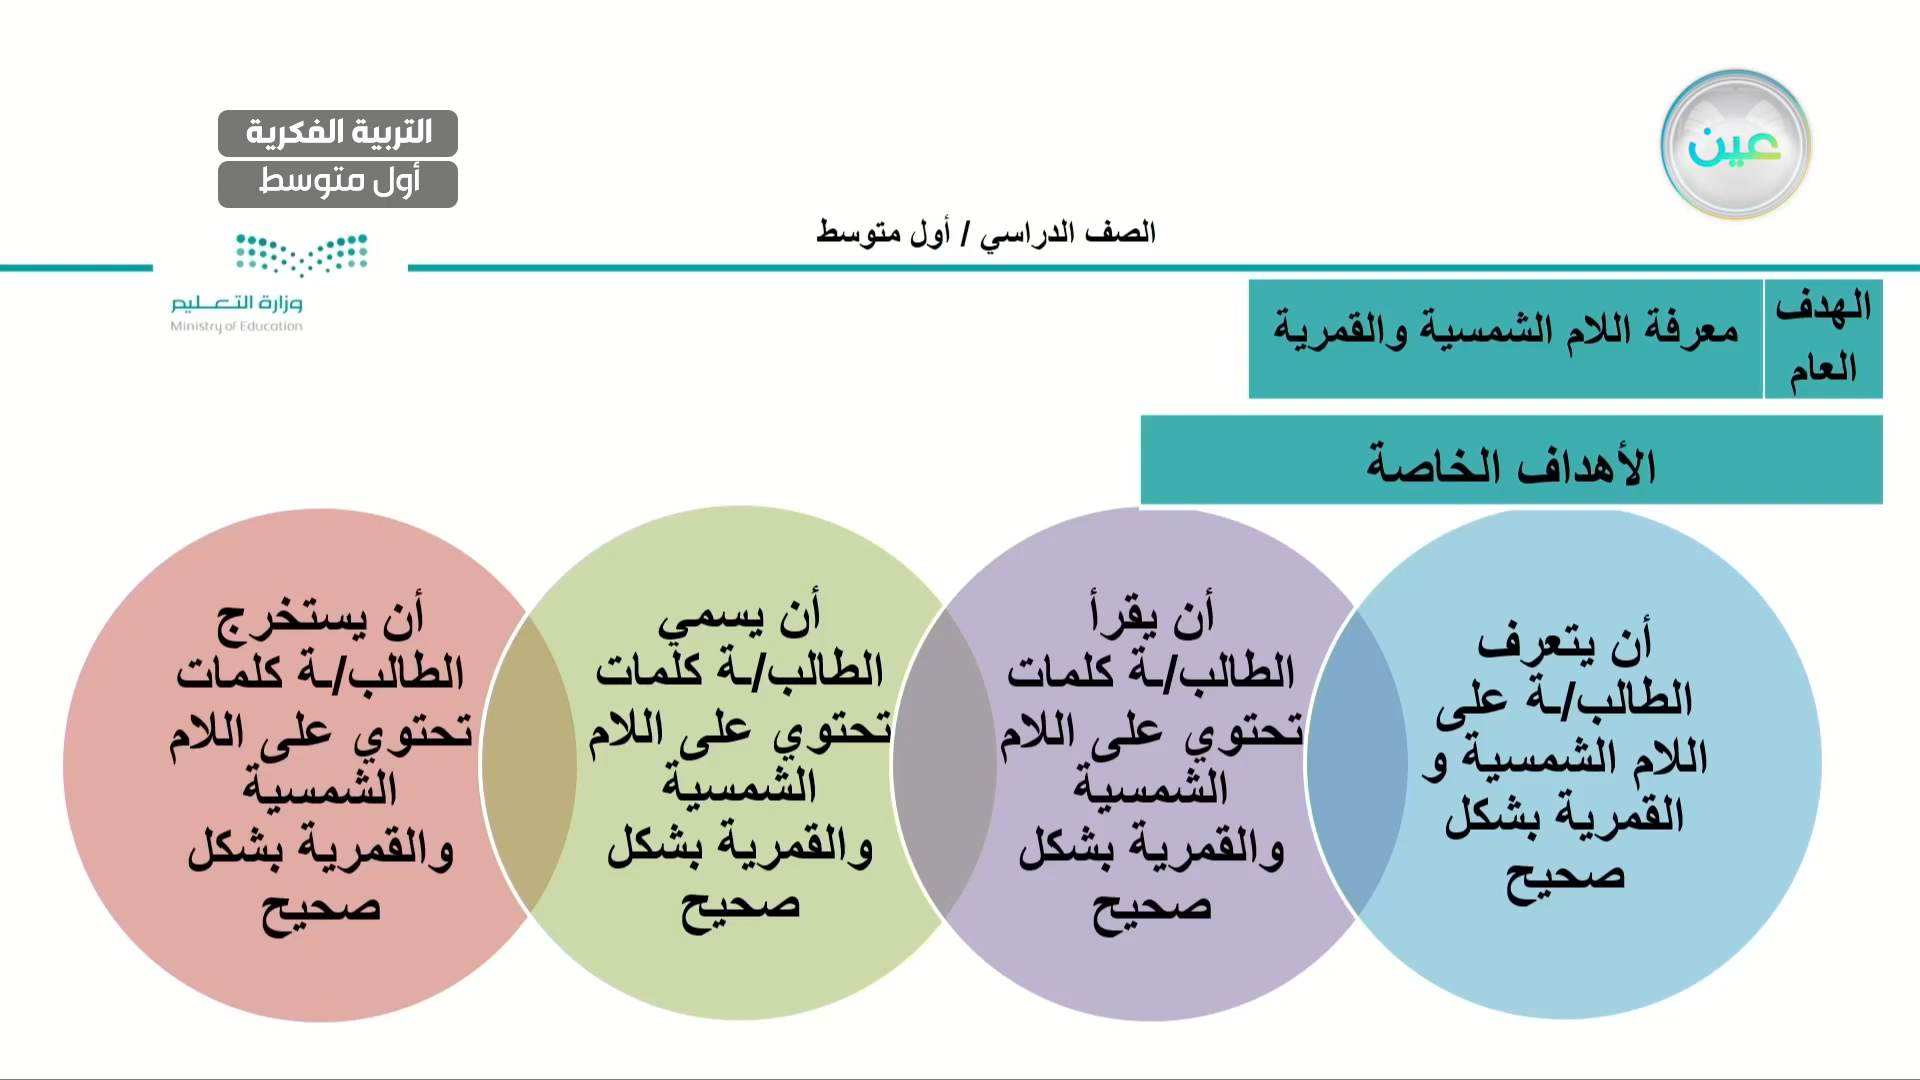 التربية الفكرية
أول متوسط
عين
الصف الدراسي / أول متوسط
وزارة التعليم
Ministry of Education
الهدف
العام
معرفة اللام الشمسية والقمرية
الأهداف الخاصة
أن يتعرف
الطالب/ـة على
اللام الشمسية و
القمرية بشكل
صحيح
أن يقرأ
الطالب/ـة كلمات
تحتوي على اللام
الشمسية
والقمرية بشكل
صحيح
أن يسمي
الطالب/ـة كلمات
تحتوي على اللام
الشمسية
والقمرية بشكل
صحيح
أن يستخرج
الطالب/ـة كلمات
تحتوي على اللام
الشمسية
والقمرية بشكل
صحيح